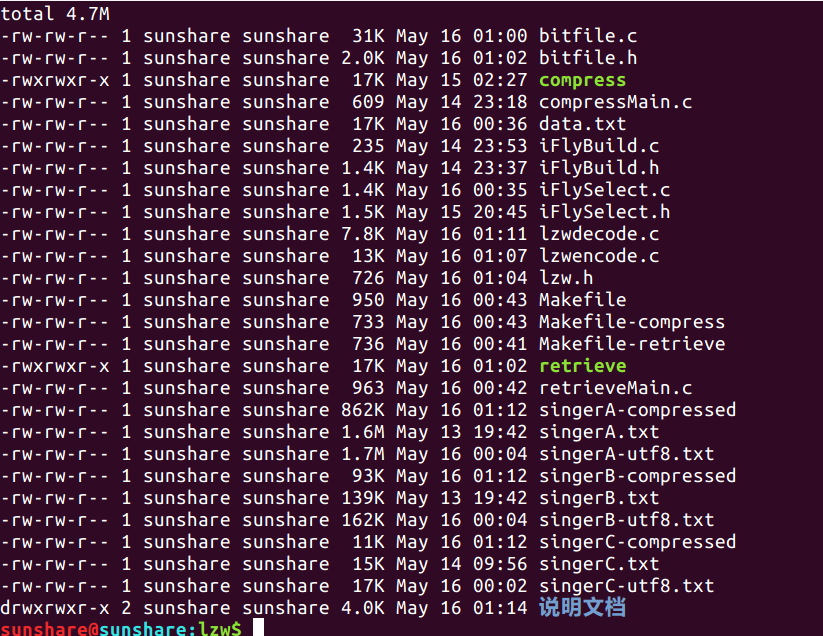 total 4.7M
-rw-rw-r-- 1 sunshare sunshare  31K May 16 01:00 bitfile.c
-rw-rw-r-- 1 sunshare sunshare 2.0K May 16 01:02 bitfile.h
-rwxrwxr-x 1 sunshare sunshare  17K May 15 02:27 compress
-rw-rw-r-- 1 sunshare sunshare  609 May 14 23:18 compressMain.c
-rw-rw-r-- 1 sunshare sunshare  17K May 16 00:36 data.txt
-rw-rw-r-- 1 sunshare sunshare  235 May 14 23:53 iFlyBuild.c
-rw-rw-r-- 1 sunshare sunshare 1.4K May 14 23:37 iFlyBuild.h
-rw-rw-r-- 1 sunshare sunshare 1.4K May 16 00:35 iFlySelect.c
-rw-rw-r-- 1 sunshare sunshare 1.5K May 15 20:45 iFlySelect.h
-rw-rw-r-- 1 sunshare sunshare 7.8K May 16 01:11 lzwdecode.c
-rw-rw-r-- 1 sunshare sunshare  13K May 16 01:07 lzwencode.c
-rw-rw-r-- 1 sunshare sunshare  726 May 16 01:04 lzw.h
-rw-rw-r-- 1 sunshare sunshare  950 May 16 00:43 Makefile
-rw-rw-r-- 1 sunshare sunshare  733 May 16 00:43 Makefile-compress
-rw-rw-r-- 1 sunshare sunshare  736 May 16 00:41 Makefile-retrieve
-rwxrwxr-x 1 sunshare sunshare  17K May 16 01:02 retrieve
-rw-rw-r-- 1 sunshare sunshare  963 May 16 00:42 retrieveMain.c
-rw-rw-r-- 1 sunshare sunshare 862K May 16 01:12 singerA-compressed
-rw-rw-r-- 1 sunshare sunshare 1.6M May 13 19:42 singerA.txt
-rw-rw-r-- 1 sunshare sunshare 1.7M May 16 00:04 singerA-utf8.txt
-rw-rw-r-- 1 sunshare sunshare  93K May 16 01:12 singerB-compressed
-rw-rw-r-- 1 sunshare sunshare 139K May 13 19:42 singerB.txt
-rw-rw-r-- 1 sunshare sunshare 162K May 16 00:04 singerB-utf8.txt
-rw-rw-r-- 1 sunshare sunshare  11K May 16 01:12 singerC-compressed
-rw-rw-r-- 1 sunshare sunshare  15K May 14 09:56 singerC.txt
-rw-rw-r-- 1 sunshare sunshare  17K May 16 00:02 singerC-utf8.txt
drwxrwxr-x 2 sunshare sunshare 4.0K May 16 01:14 说明文档
sunshare@sunshare:lzw$